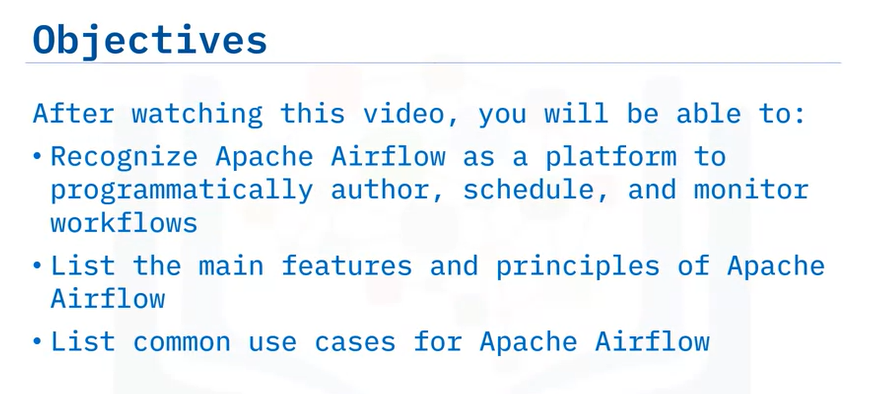 Objectives
After watching this video, you will be able to:
• Recognize Apache Airflow as a platform to
programmatically author, schedule, and monitor
workflows
• List the main features and principles of Apache
Airflow
• List common use cases for Apache Airflow